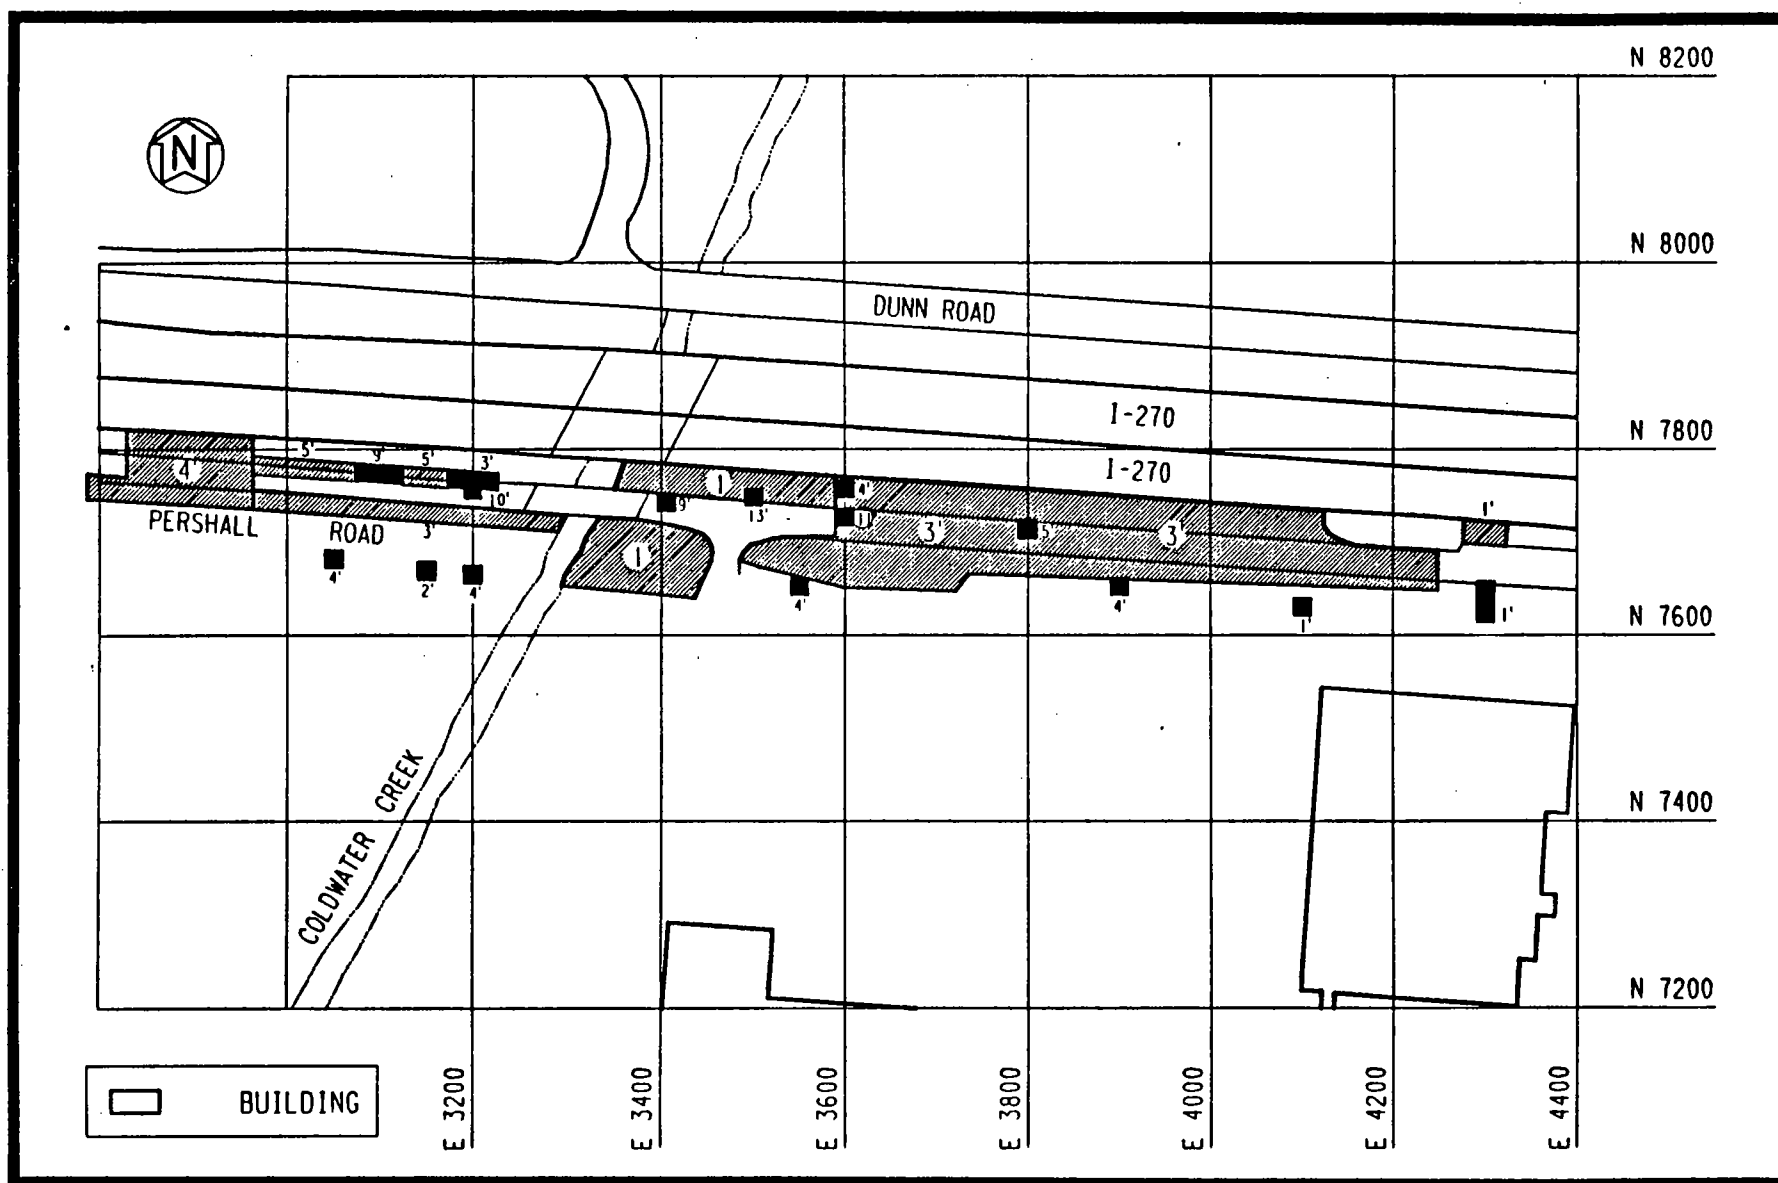 N 8200
N
N 8000
DUNN ROAD
I-270
N 7800
I-270
5'
9'
5'
3'
4'
10'
1
9'
13'
4'
11'
3'
5'
3'
1'
PERSHALL ROAD
3'
1
4'
2'
4'
4'
4'
1'
1'
N 7600
COLDWATER CREEK
N 7400
N 7200
BUILDING
E 3200
E 3400
E 3600
E 3800
E 4000
E 4200
E 4400